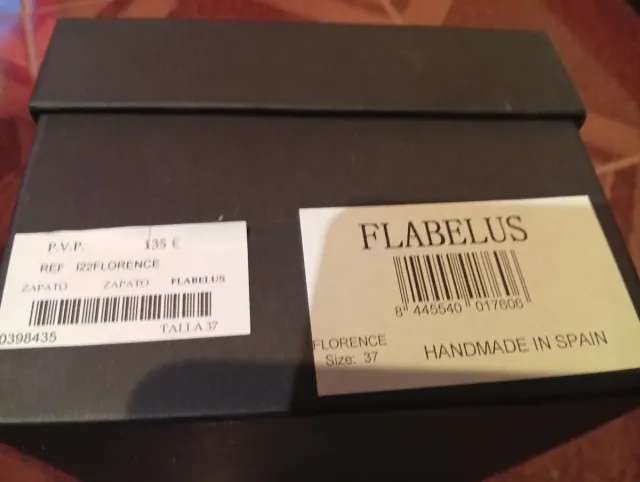 P.V.P. 135 €
REF I22FLORENCE
ZAPATO ZAPATO FLABELUS
TALLA 37
0398435
FLABELUS
8 445540 017606
FLORENCE
Size: 37
HANDMADE IN SPAIN